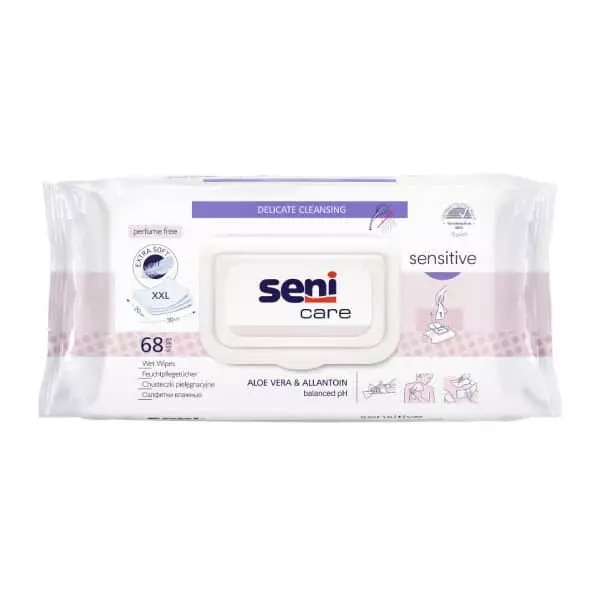 DELICATE CLEANSING
perfume free
EXTRA SOFT
XXL
sensitive
seni
care
68
Wet Wipes
Feuchtpflegetücher
Chusteczki pielęgnacyjne
Салфетки влажные
ALOE VERA & ALLANTOIN
balanced pH
sensitive